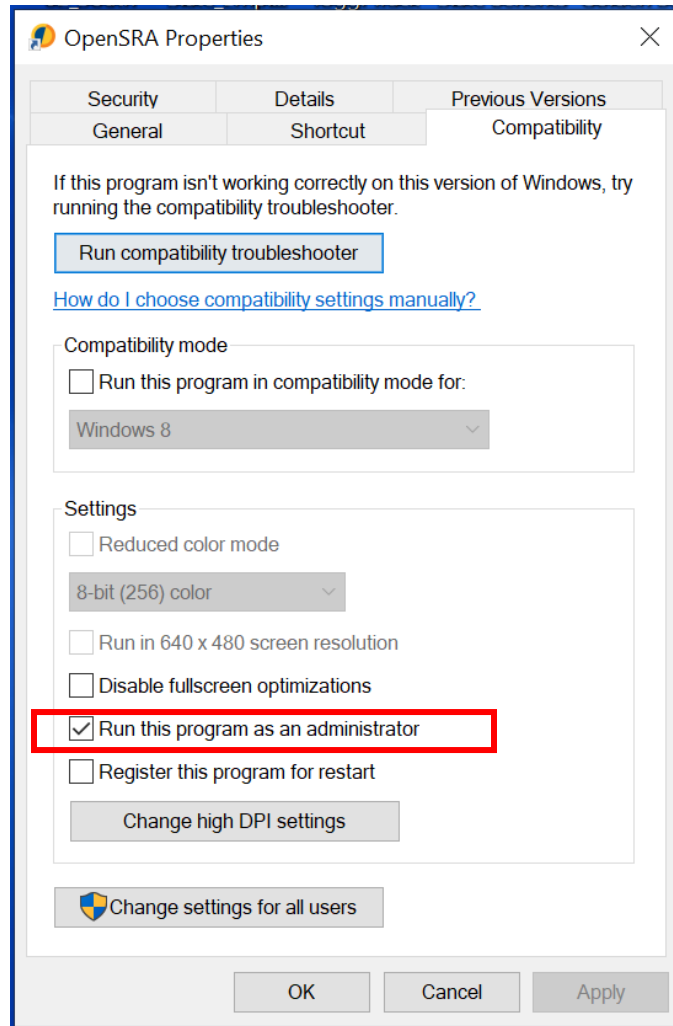 OpenSRA Properties
Security Details Previous Versions
General Shortcut Compatibility
If this program isn't working correctly on this version of Windows, try
running the compatibility troubleshooter.
Run compatibility troubleshooter
How do I choose compatibility settings manually?
Compatibility mode
Run this program in compatibility mode for:
Windows 8
Settings
Reduced color mode
8-bit (256) color
Run in 640 x 480 screen resolution
Disable fullscreen optimizations
Run this program as an administrator
Register this program for restart
Change high DPI settings
Change settings for all users
OK Cancel Apply